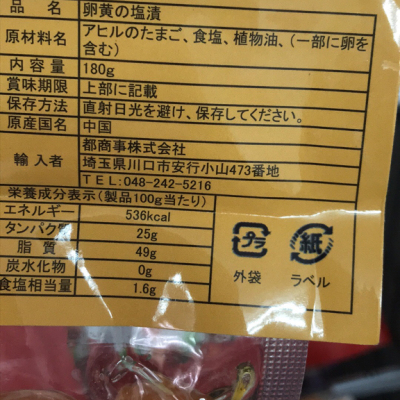 品名 卵黄の塩漬
原材料名 アヒルのたまご、食塩、植物油、(一部に卵を
含む)
内容量 180g
賞味期限 上部に記載
保存方法 直射日光を避け、保存してください。
原産国名 中国
輸入者 都商事株式会社
埼玉県川口市安行小山473番地
TEL:048-242-5216
栄養成分表示(製品100g当たり)
エネルギー 536kcal
タンパク質 25g
脂質 49g
炭水化物 0g
食塩相当量 1.6g
プラ 紙
外袋 ラベル